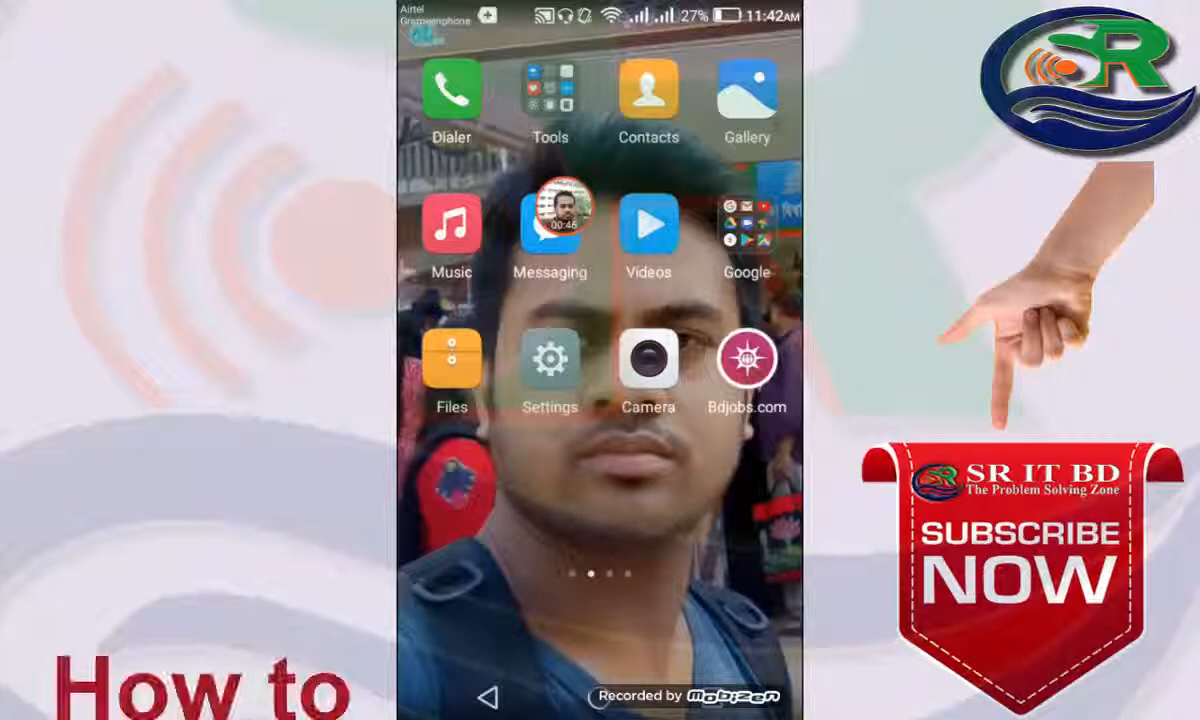 Airtel
Grameenphone
27%
11:42AM
SR
Dialer
Tools
Contacts
Gallery
00:46
Music
Messaging
Videos
Google
Files
Settings
Camera
Bdjobs.com
SR IT BD
The Problem Solving Zone
SUBSCRIBE
NOW
How to
Recorded by mobizen